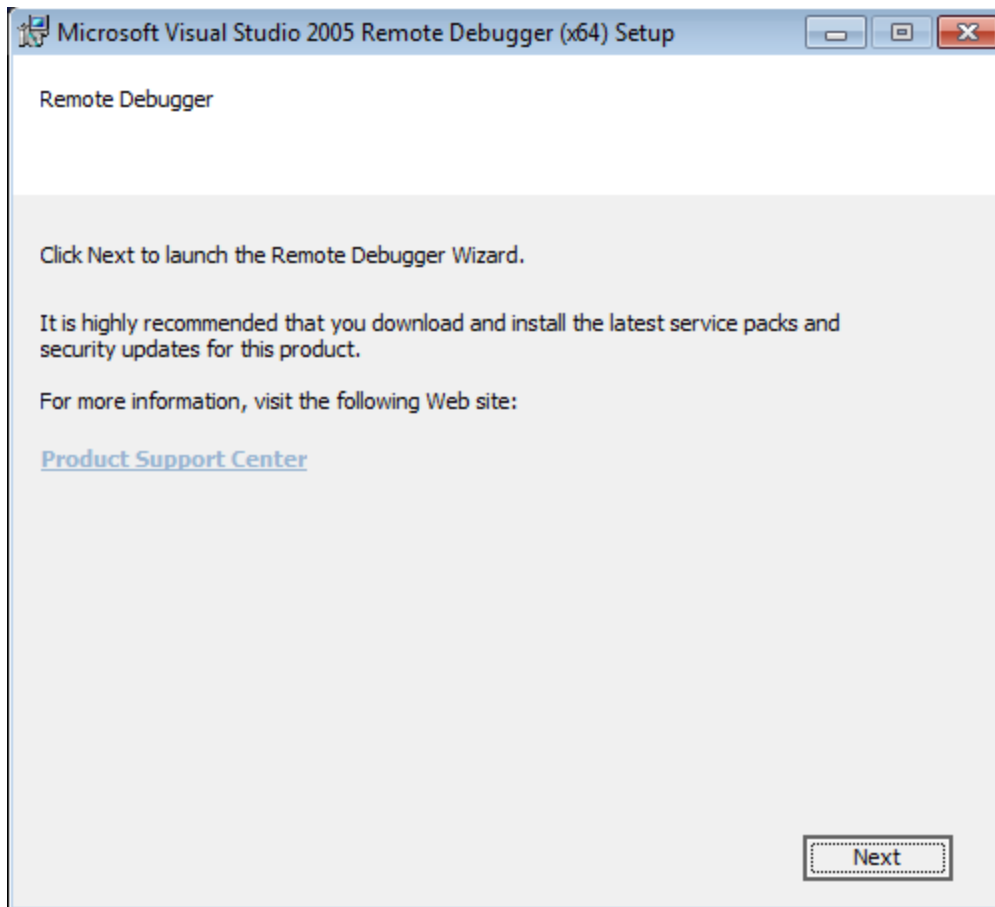 Microsoft Visual Studio 2005 Remote Debugger (x64) Setup
Remote Debugger
Click Next to launch the Remote Debugger Wizard.
It is highly recommended that you download and install the latest service packs and
security updates for this product.
For more information, visit the following Web site:
Product Support Center
Next